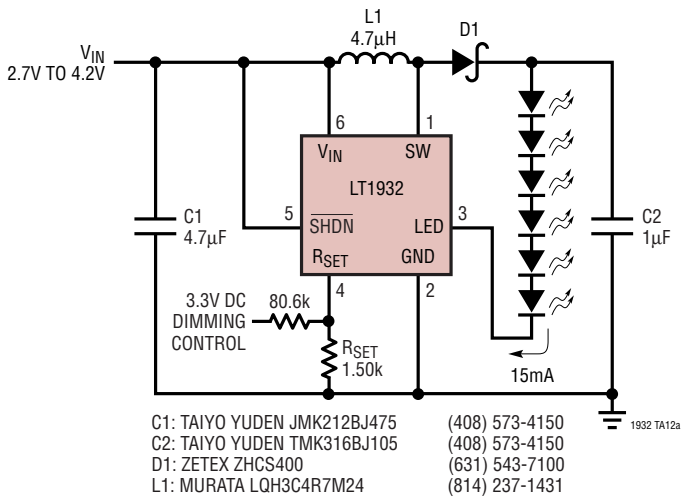 L1
4.7µH
D1
VIN
2.7V TO 4.2V
6
1
VIN
SW
LT1932
C1
4.7µF
5
SHDN
LED
3
C2
1µF
RSET
GND
4
2
3.3V DC
DIMMING
CONTROL
80.6k
RSET
1.50k
15mA
1932 TA12a
C1: TAIYO YUDEN JMK212BJ475 (408) 573-4150
C2: TAIYO YUDEN TMK316BJ105 (408) 573-4150
D1: ZETEX ZHCS400 (631) 543-7100
L1: MURATA LQH3C4R7M24 (814) 237-1431